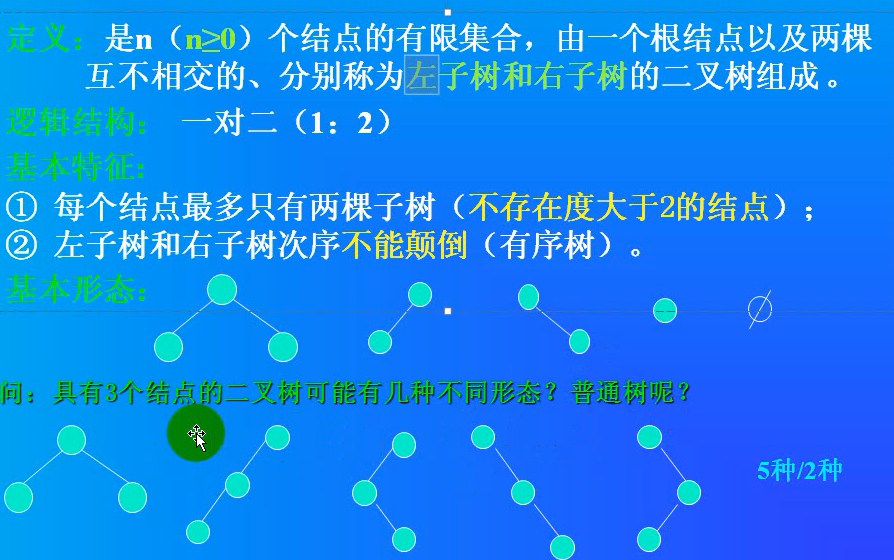 定义：是n（n≥0）个结点的有限集合，由一个根结点以及两棵
互不相交的、分别称为左子树和右子树的二叉树组成。
逻辑结构： 一对二（1：2）
基本特征：
① 每个结点最多只有两棵子树（不存在度大于2的结点）；
② 左子树和右子树次序不能颠倒（有序树）。
基本形态：
问：具有3个结点的二叉树可能有几种不同形态？普通树呢？
5种/2种